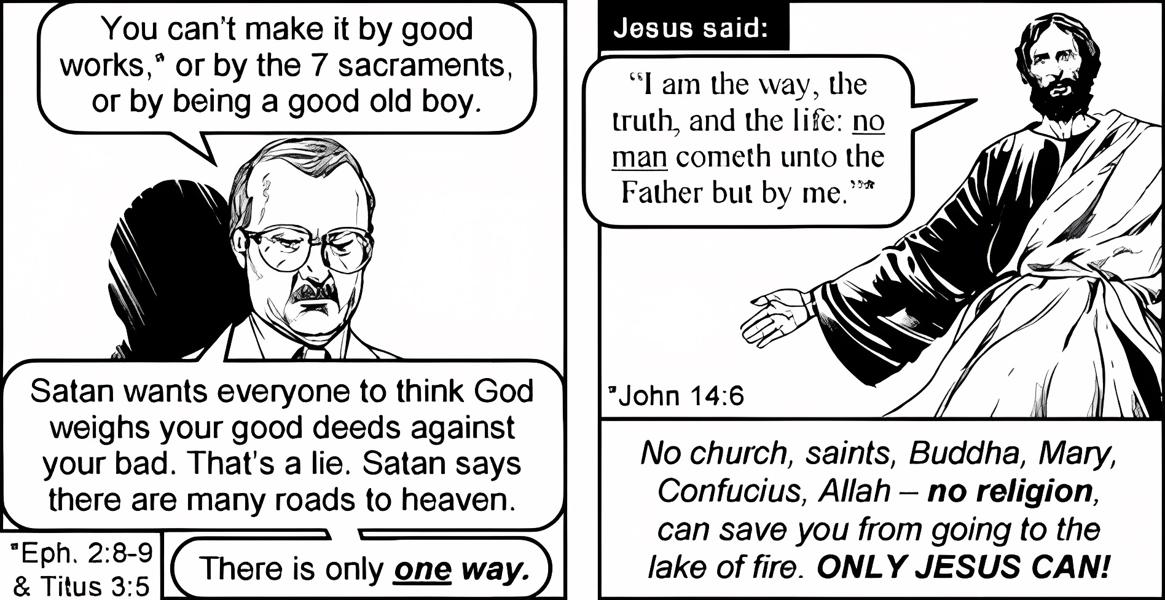 You can't make it by good
works,* or by the 7 sacraments,
or by being a good old boy.
Satan wants everyone to think God
weighs your good deeds against
your bad. That's a lie. Satan says
there are many roads to heaven.
*Eph. 2:8-9
& Titus 3:5
There is only one way.
Jesus said:
“I am the way, the
truth, and the life: no
man cometh unto the
Father but by me.”*
*John 14:6
No church, saints, Buddha, Mary,
Confucius, Allah – no religion,
can save you from going to the
lake of fire. ONLY JESUS CAN!